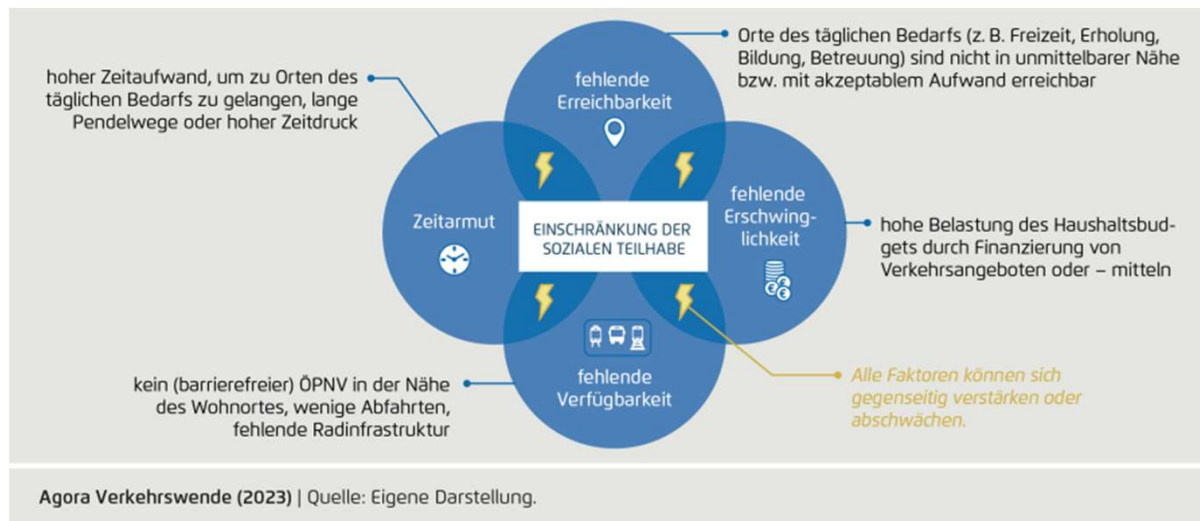 Orte des täglichen Bedarfs (z. B. Freizeit, Erholung,
Bildung, Betreuung) sind nicht in unmittelbarer Nähe
bzw. mit akzeptablem Aufwand erreichbar
hoher Zeitaufwand, um zu Orten des
täglichen Bedarfs zu gelangen, lange
Pendelwege oder hoher Zeitdruck
fehlende
Erreichbarkeit
Zeitarmut
EINSCHRÄNKUNG DER
SOZIALEN TEILHABE
fehlende
Erschwing-
lichkeit
hohe Belastung des Haushaltsbud-
gets durch Finanzierung von
Verkehrsangeboten oder – mitteln
kein (barrierefreier) ÖPNV in der Nähe
des Wohnortes, wenige Abfahrten,
fehlende Radinfrastruktur
fehlende
Verfügbarkeit
Alle Faktoren können sich
gegenseitig verstärken oder
abschwächen.
Agora Verkehrswende (2023) | Quelle: Eigene Darstellung.